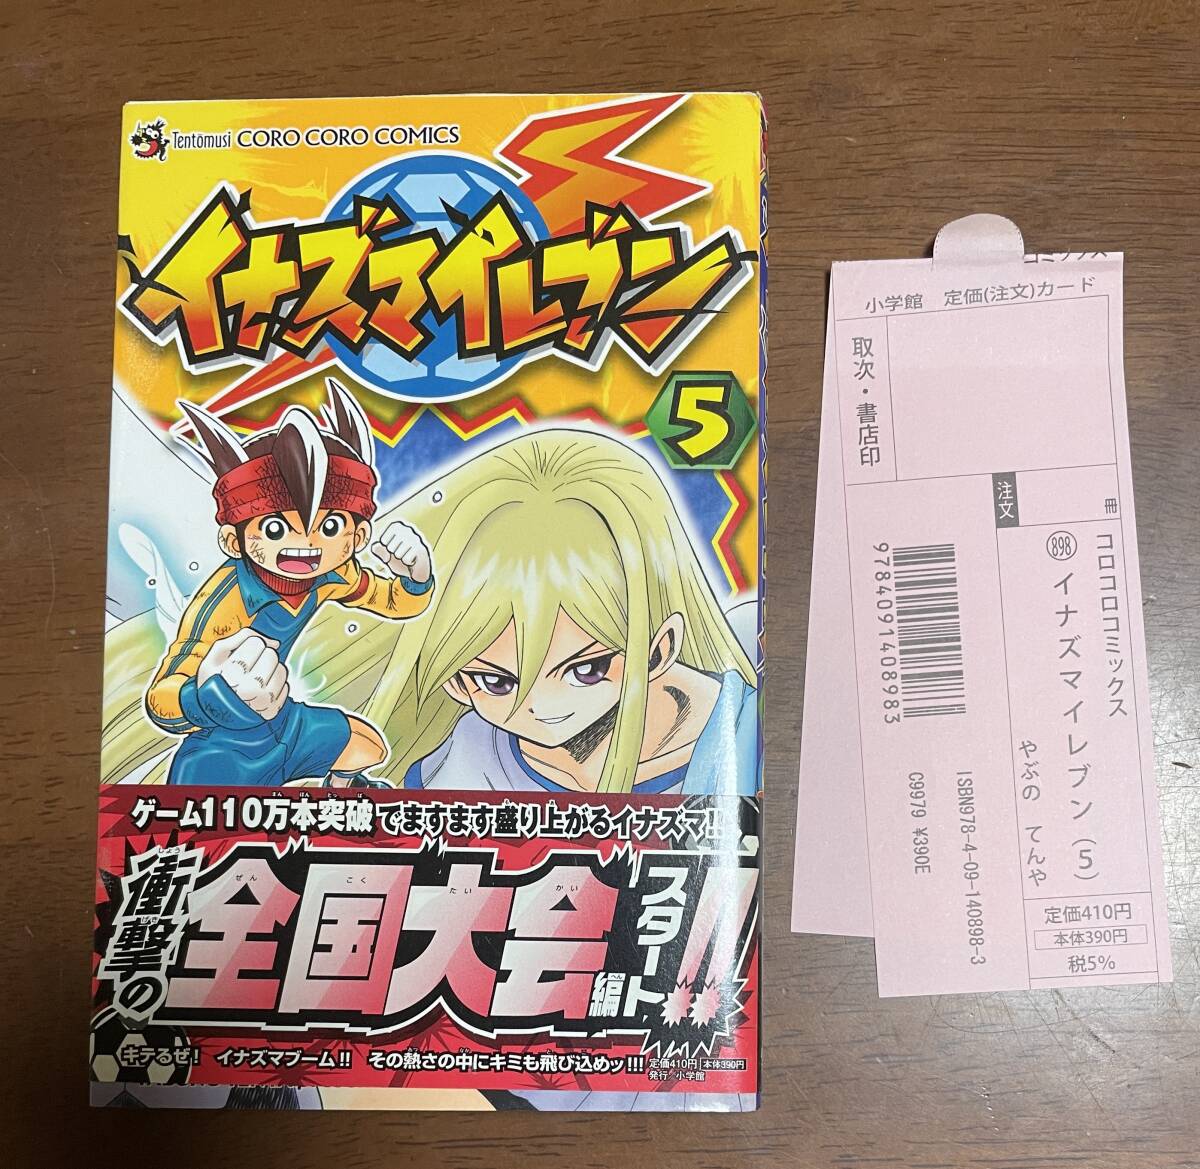 Tentōmusi CORO CORO COMICS
イナズマイレブン
5
ゲーム110万本突破でますます盛り上がるイナズマ!!
衝撃の
全国大会編
スタート!!
キテるぜ! イナズマブーム!! その熱さの中にキミも飛び込めッ!!!
定価410円 本体390円
発行/小学館
コミックス
小学館 定価(注文)カード
取次・書店印
注文
冊
コロコロコミックス
898 イナズマイレブン(5)
やぶの てんや
9784091408983
ISBN978-4-09-140898-3
C9979 ¥390E
定価410円
本体390円
税5%